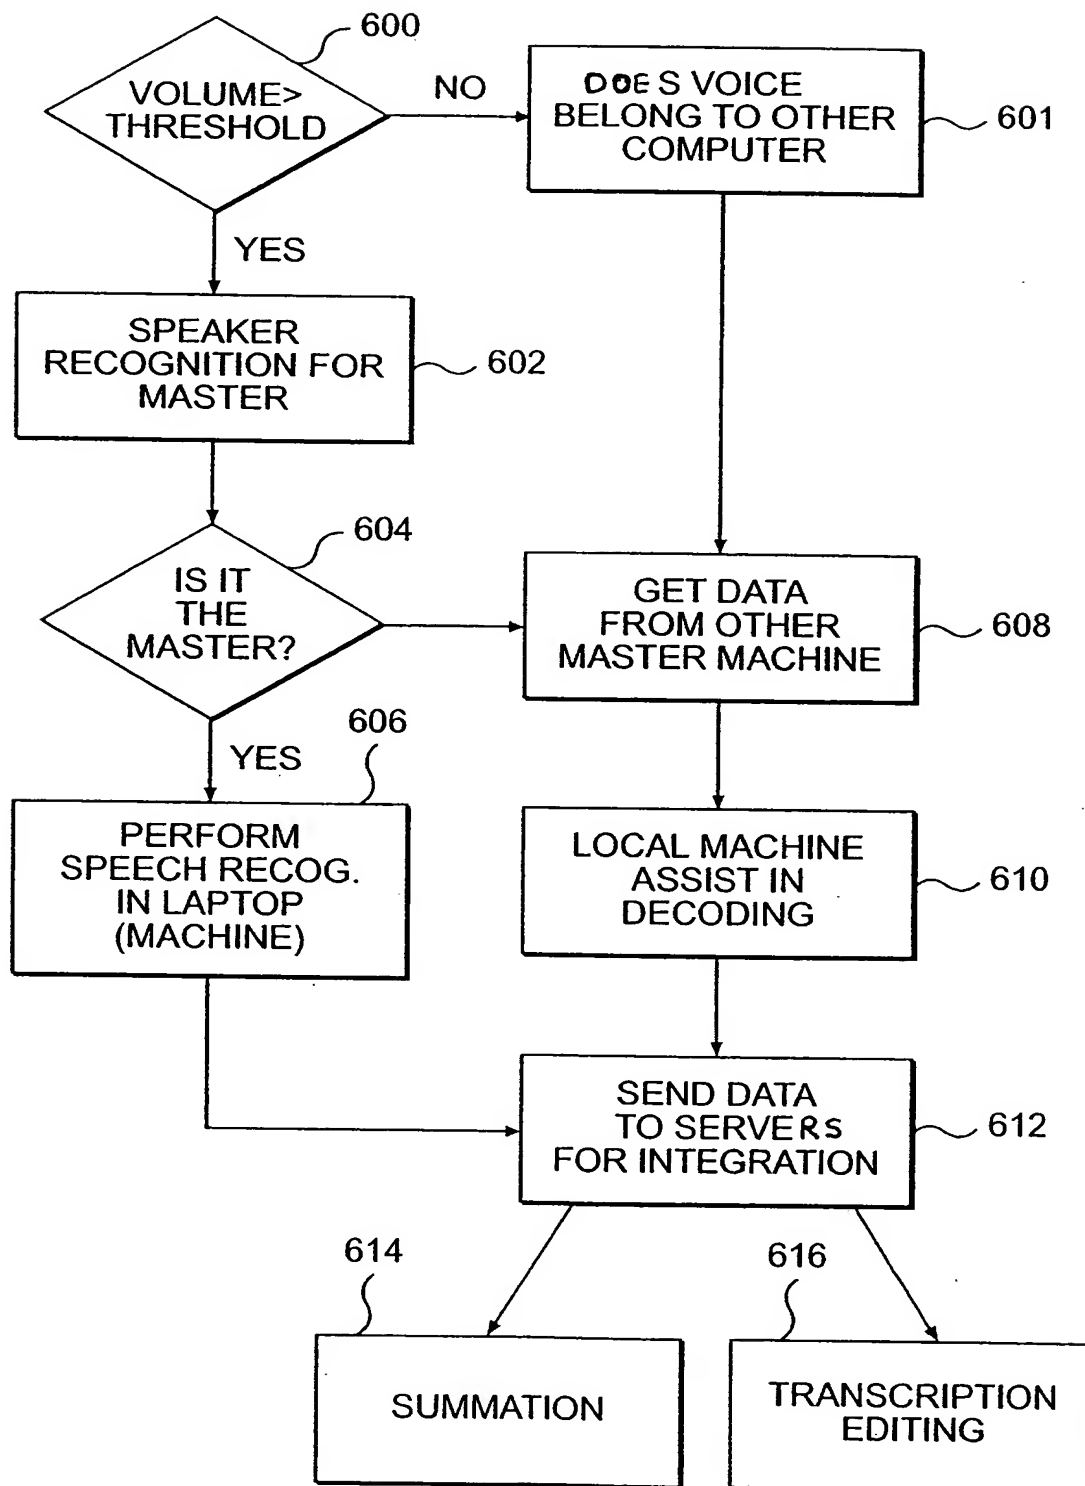 600
VOLUME>
THRESHOLD
NO
DOES VOICE
BELONG TO OTHER
COMPUTER
601
YES
SPEAKER
RECOGNITION FOR
MASTER
602
604
IS IT
THE
MASTER?
GET DATA
FROM OTHER
MASTER MACHINE
608
YES
606
PERFORM
SPEECH RECOG.
IN LAPTOP
(MACHINE)
LOCAL MACHINE
ASSIST IN
DECODING
610
SEND DATA
TO SERVERS
FOR INTEGRATION
612
614
SUMMATION
616
TRANSCRIPTION
EDITING